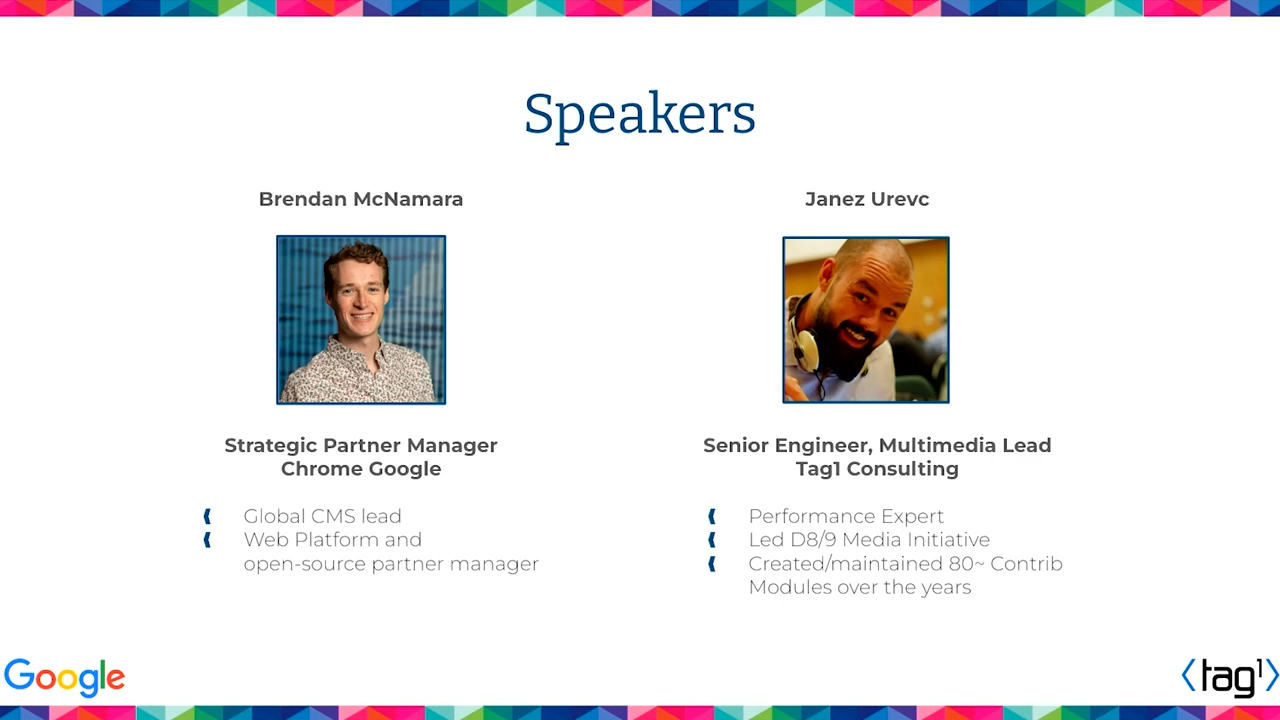 Speakers
Brendan McNamara
Strategic Partner Manager
Chrome Google
Global CMS lead
Web Platform and
open-source partner manager
Janez Urevc
Senior Engineer, Multimedia Lead
Tag1 Consulting
Performance Expert
Led D8/9 Media Initiative
Created/maintained 80~ Contrib
Modules over the years
Google
tag1